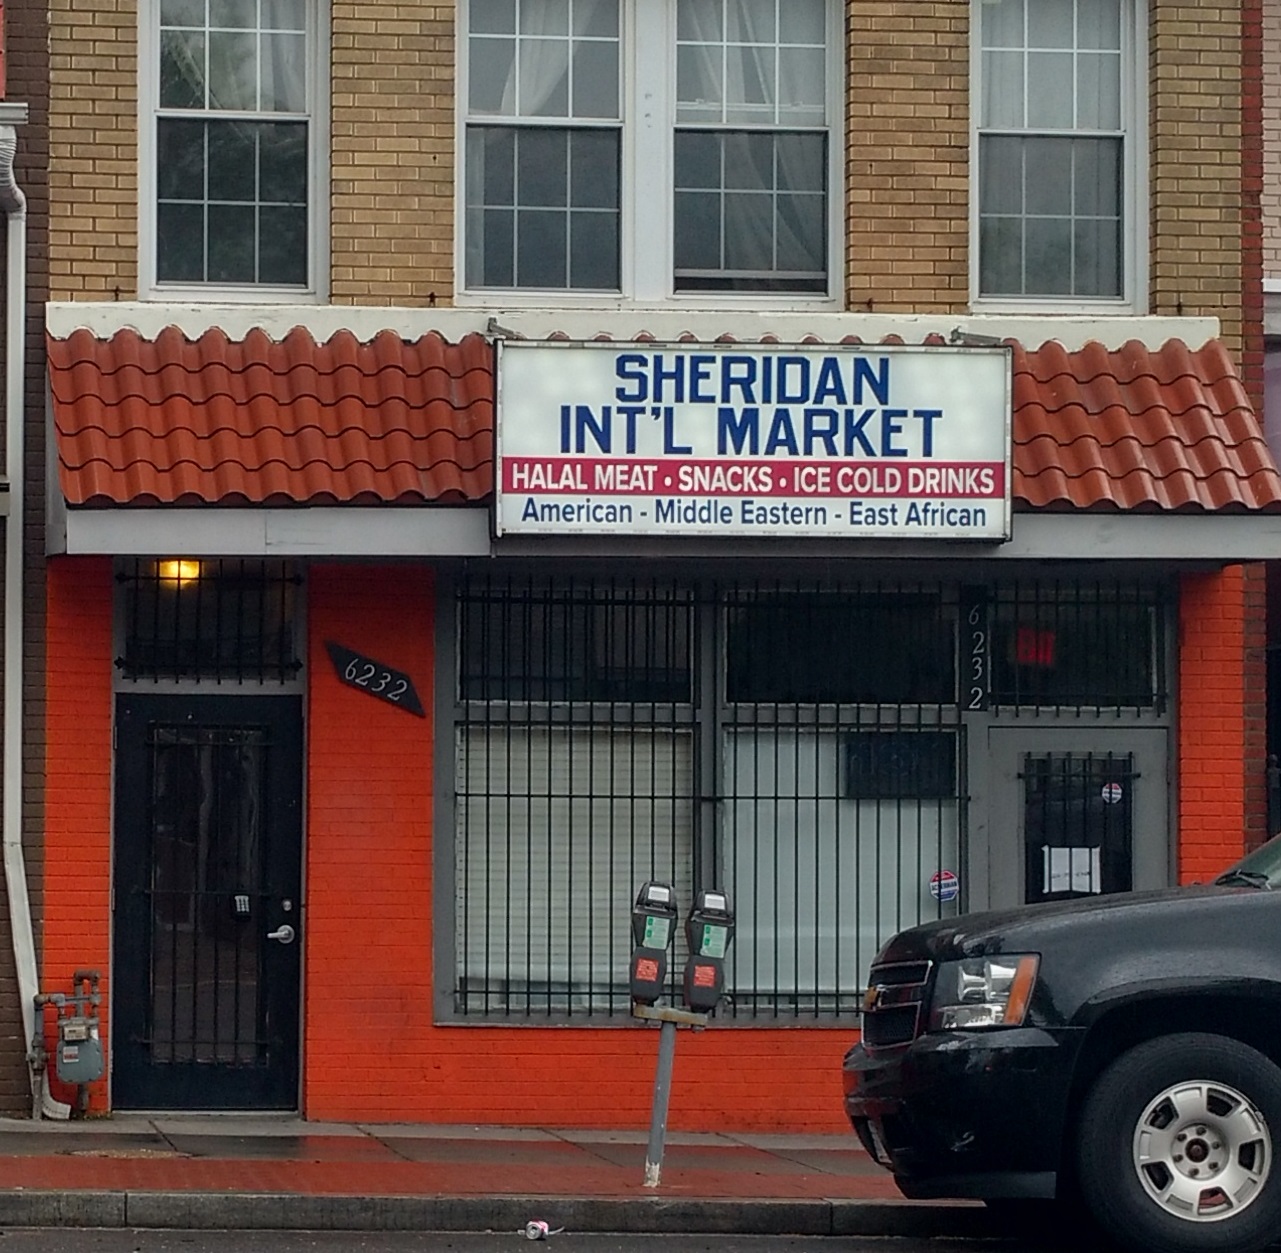 SHERIDAN
INT'L MARKET
HALAL MEAT • SNACKS • ICE COLD DRINKS
American - Middle Eastern - East African
6232
6232